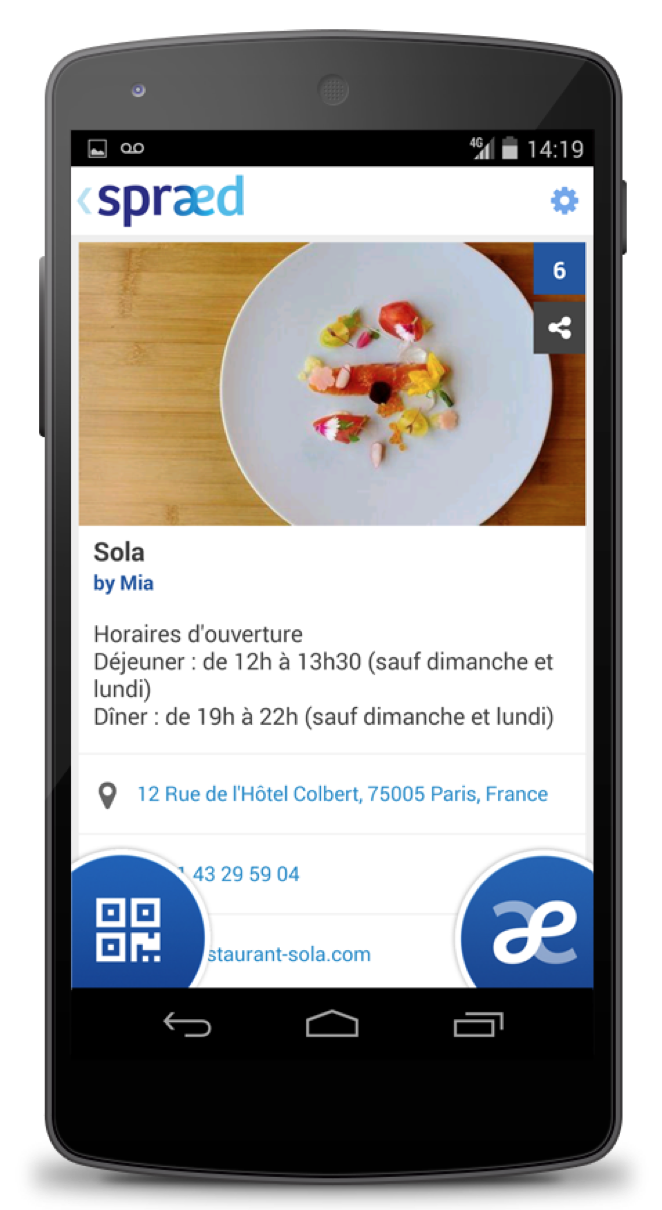 4G 14:19
spræd
6
Sola
by Mia
Horaires d'ouverture
Déjeuner : de 12h à 13h30 (sauf dimanche et
lundi)
Dîner : de 19h à 22h (sauf dimanche et lundi)
12 Rue de l'Hôtel Colbert, 75005 Paris, France
43 29 59 04
staurant-sola.com
æ